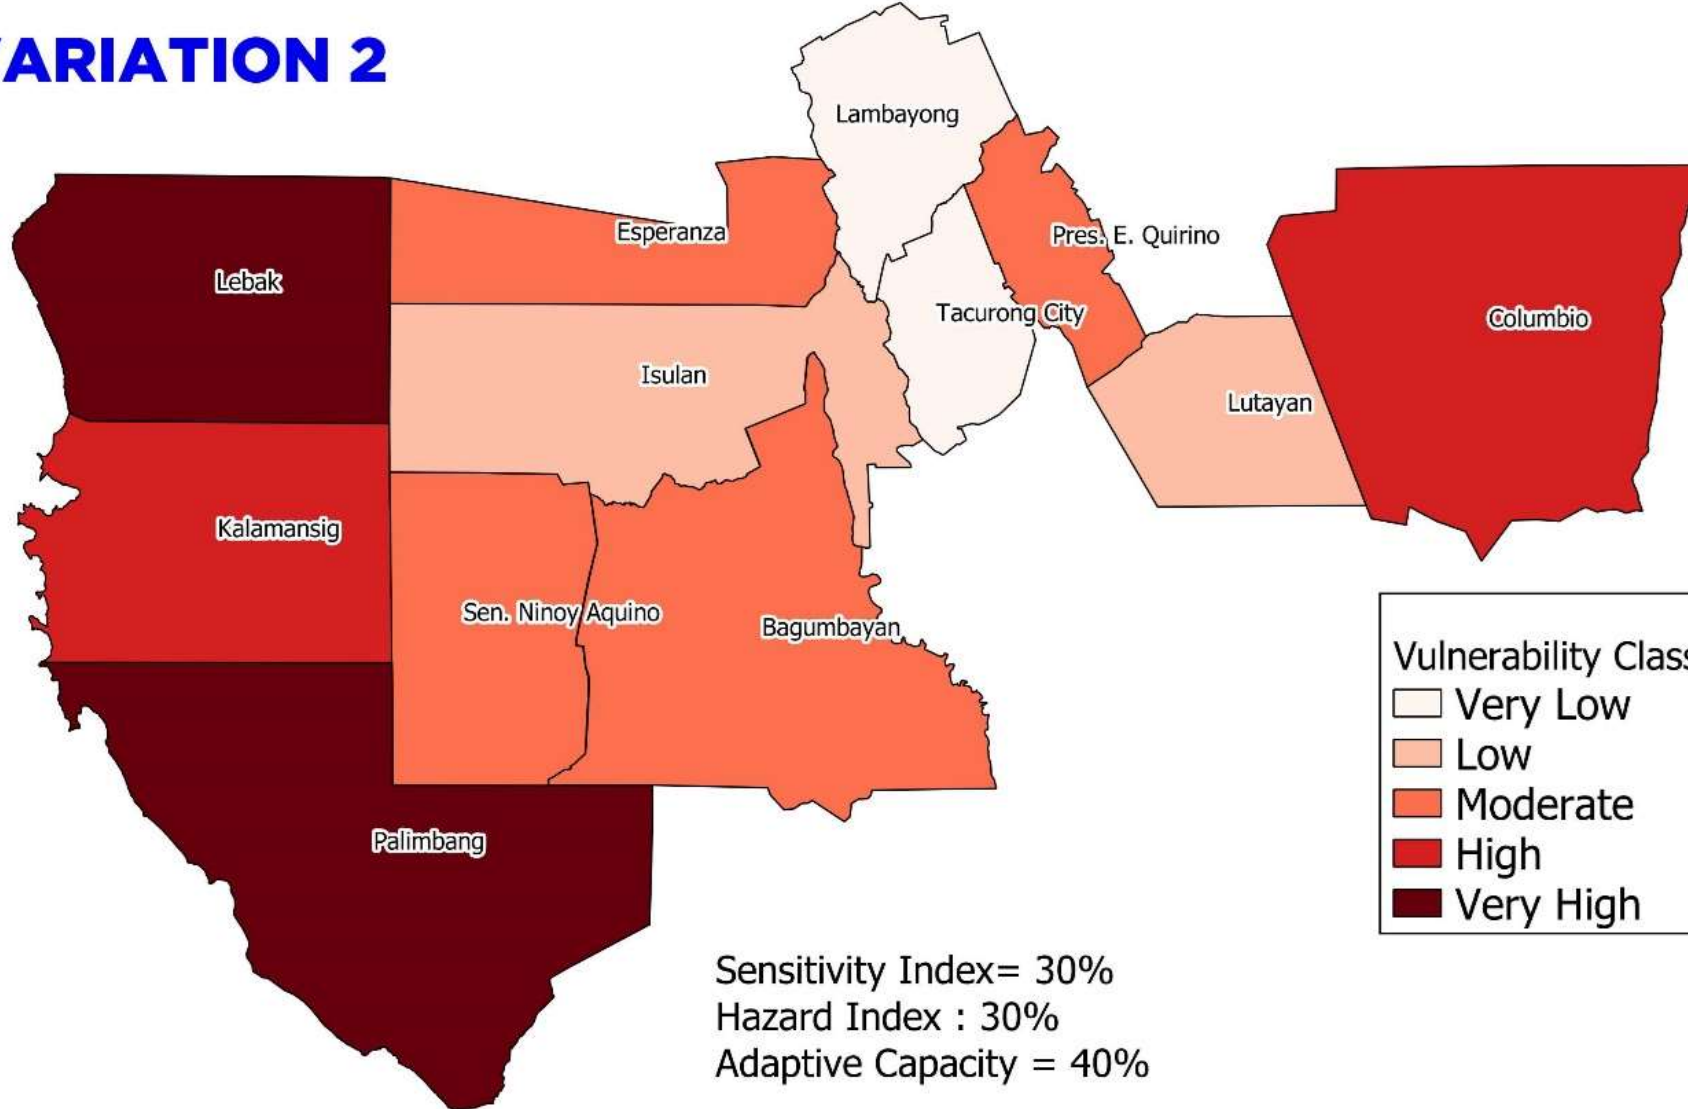 VARIATION 2
Lambayong
Esperanza
Pres. E. Quirino
Lebak
Tacurong City
Columbio
Isulan
Lutayan
Kalamansig
Sen. Ninoy Aquino
Bagumbayan
Palimbang
Vulnerability Class
Very Low
Low
Moderate
High
Very High
Sensitivity Index= 30%
Hazard Index : 30%
Adaptive Capacity = 40%